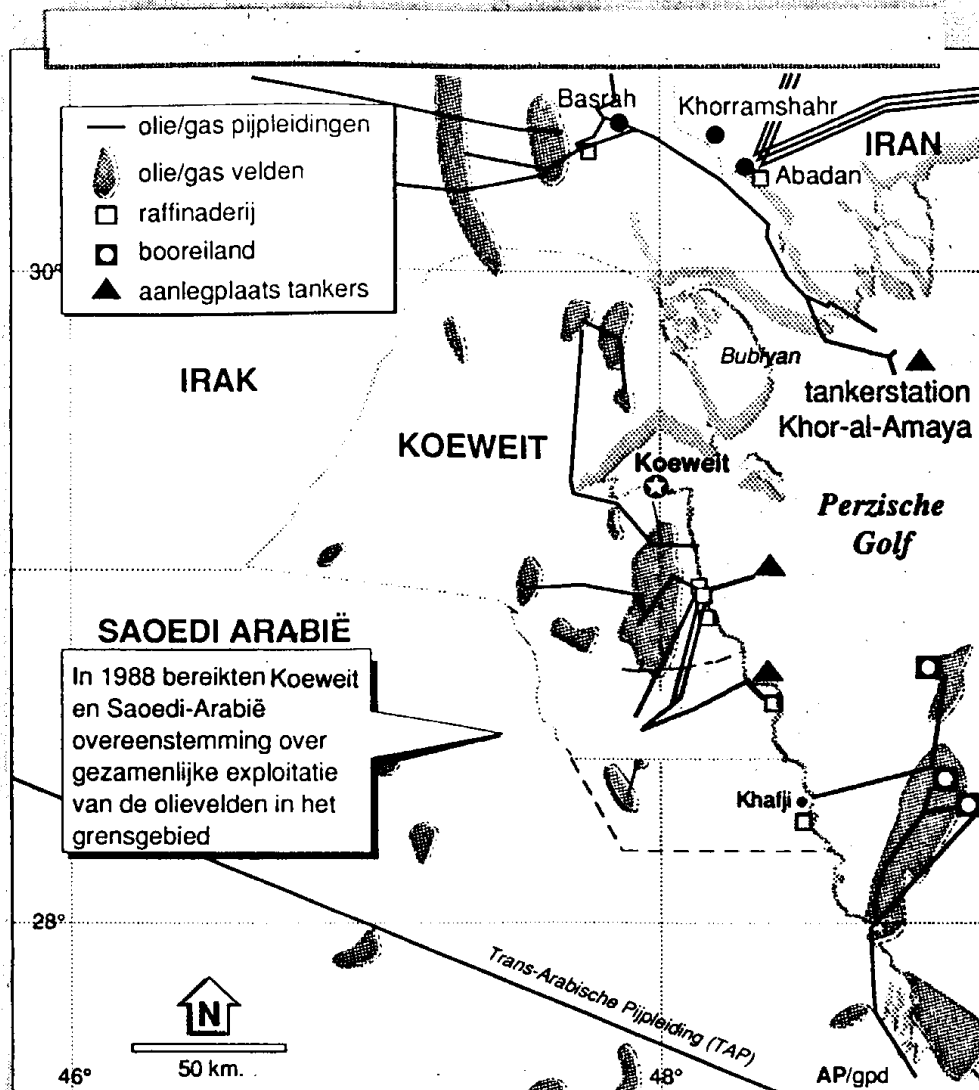 Basrah
Khorramshahr
olie/gas pijpleidingen
olie/gas velden
raffinaderij
booreiland
aanlegplaats tankers
IRAN
Abadan
30°
IRAK
Bubiyan
tankerstation
Khor-al-Amaya
KOEWEIT
Koeweit
Perzische
Golf
SAOEDI ARABIË
In 1988 bereikten Koeweit
en Saoedi-Arabië
overeenstemming over
gezamenlijke exploitatie
van de olievelden in het
grensgebied
Khafji
28°
Trans-Arabische Pijpleiding (TAP)
N
50 km.
46°
48°
AP/gpd